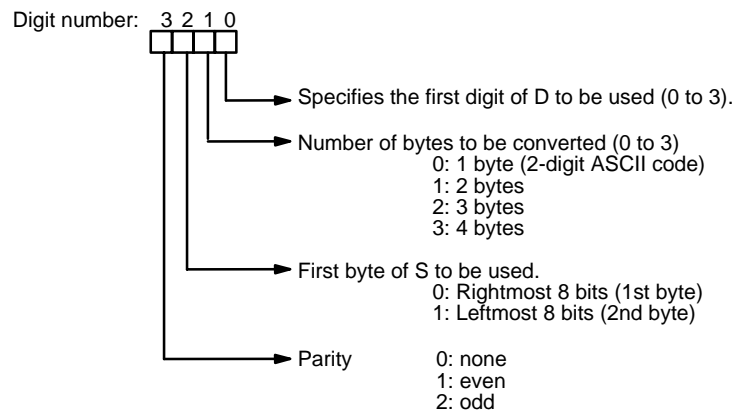 Digit number: 3 2 1 0
Specifies the first digit of D to be used (0 to 3).
Number of bytes to be converted (0 to 3)
0: 1 byte (2-digit ASCII code)
1: 2 bytes
2: 3 bytes
3: 4 bytes
First byte of S to be used.
0: Rightmost 8 bits (1st byte)
1: Leftmost 8 bits (2nd byte)
Parity 0: none
1: even
2: odd